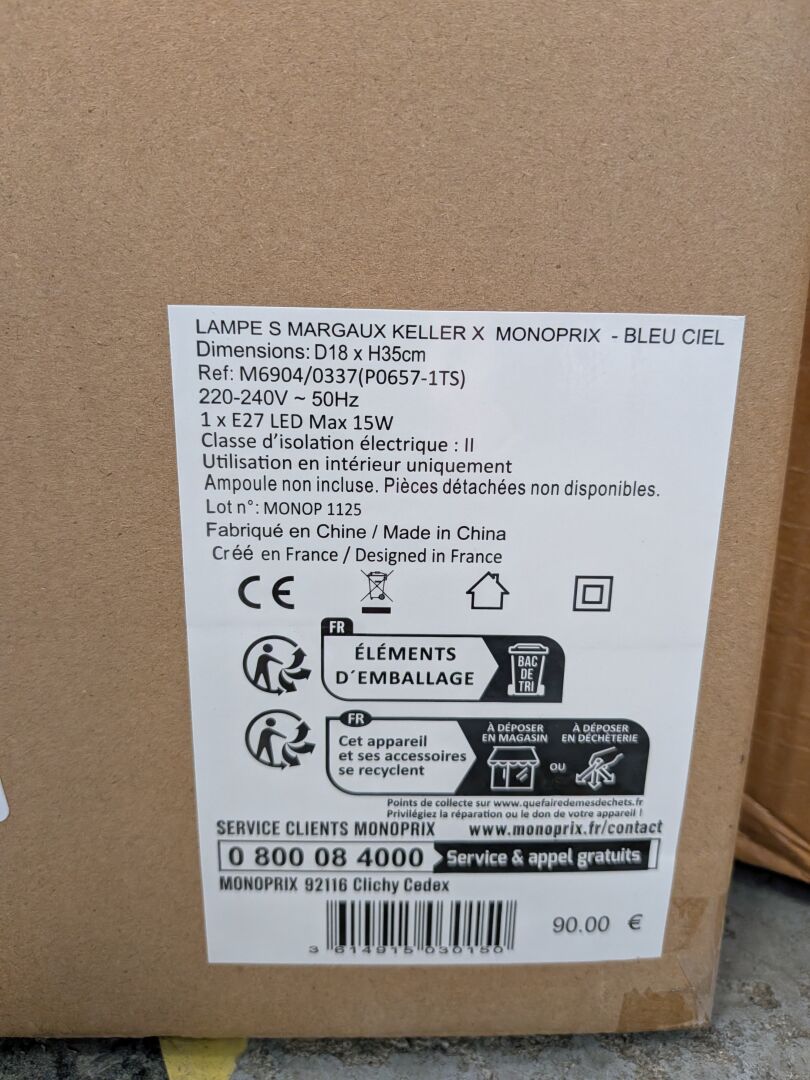 LAMPE S MARGAUX KELLER X MONOPRIX - BLEU CIEL
Dimensions: D18 x H35cm
Ref: M6904/0337(P0657-1TS)
220-240V ~ 50Hz
1 x E27 LED Max 15W
Classe d'isolation électrique : II
Utilisation en intérieur uniquement
Ampoule non incluse. Pièces détachées non disponibles.
Lot n°: MONOP 1125
Fabriqué en Chine / Made in China
Créé en France / Designed in France
CE
FR
ÉLÉMENTS
D'EMBALLAGE
BAC
DE
TRI
FR
Cet appareil
et ses accessoires
se recyclent
À DÉPOSER
EN MAGASIN
OU
À DÉPOSER
EN DÉCHÈTERIE
Points de collecte sur www.quefairedemesdechets.fr
Privilégiez la réparation ou le don de votre appareil !
SERVICE CLIENTS MONOPRIX www.monoprix.fr/contact
0 800 08 4000 Service & appel gratuits
MONOPRIX 92116 Clichy Cedex
3 614915 030150
90.00 €